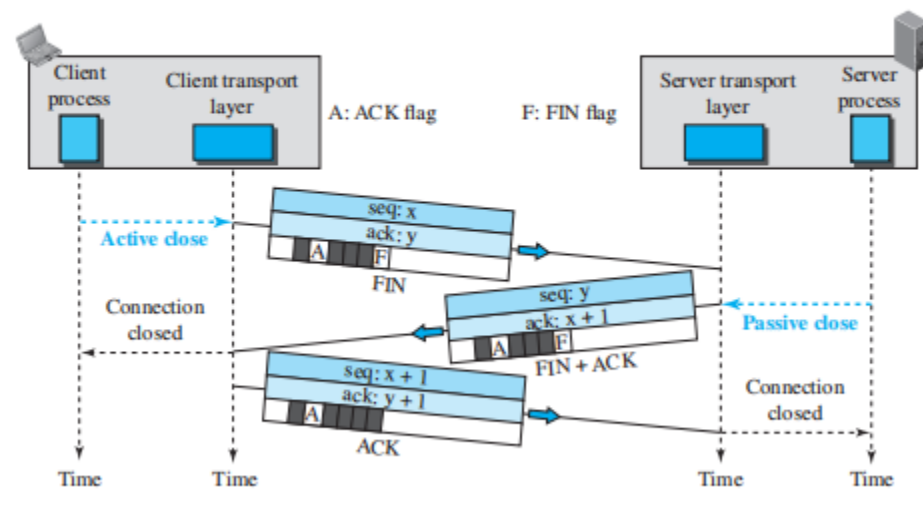 Client
process
Client transport
layer
A: ACK flag
F: FIN flag
Server transport
layer
Server
process
Active close
seq: x
ack: y
A
F
FIN
Connection
closed
seq: y
ack: x + 1
A
F
FIN + ACK
Passive close
seq: x + 1
ack: y + 1
A
ACK
Connection
closed
Time
Time
Time
Time